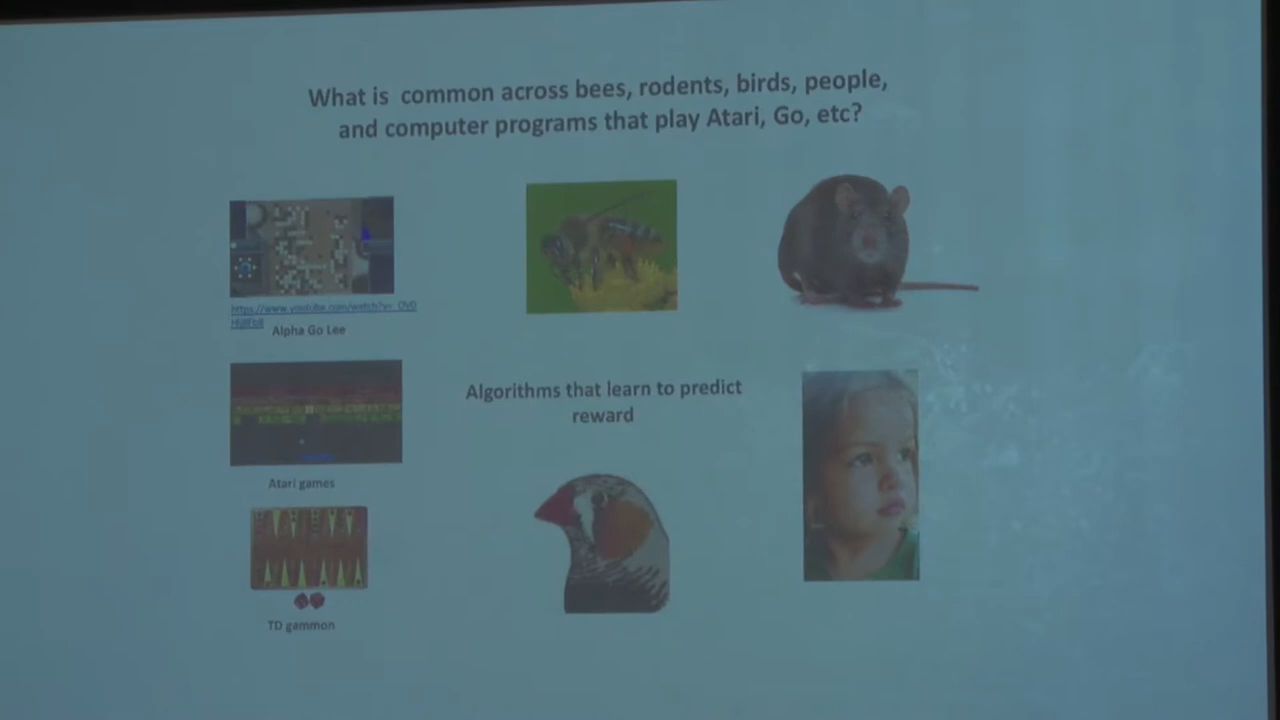 What is common across bees, rodents, birds, people,
and computer programs that play Atari, Go, etc?
Alpha Go Lee
Algorithms that learn to predict
reward
Atari games
TD gammon